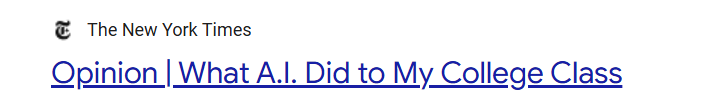 The New York Times
Opinion | What A.I. Did to My College Class